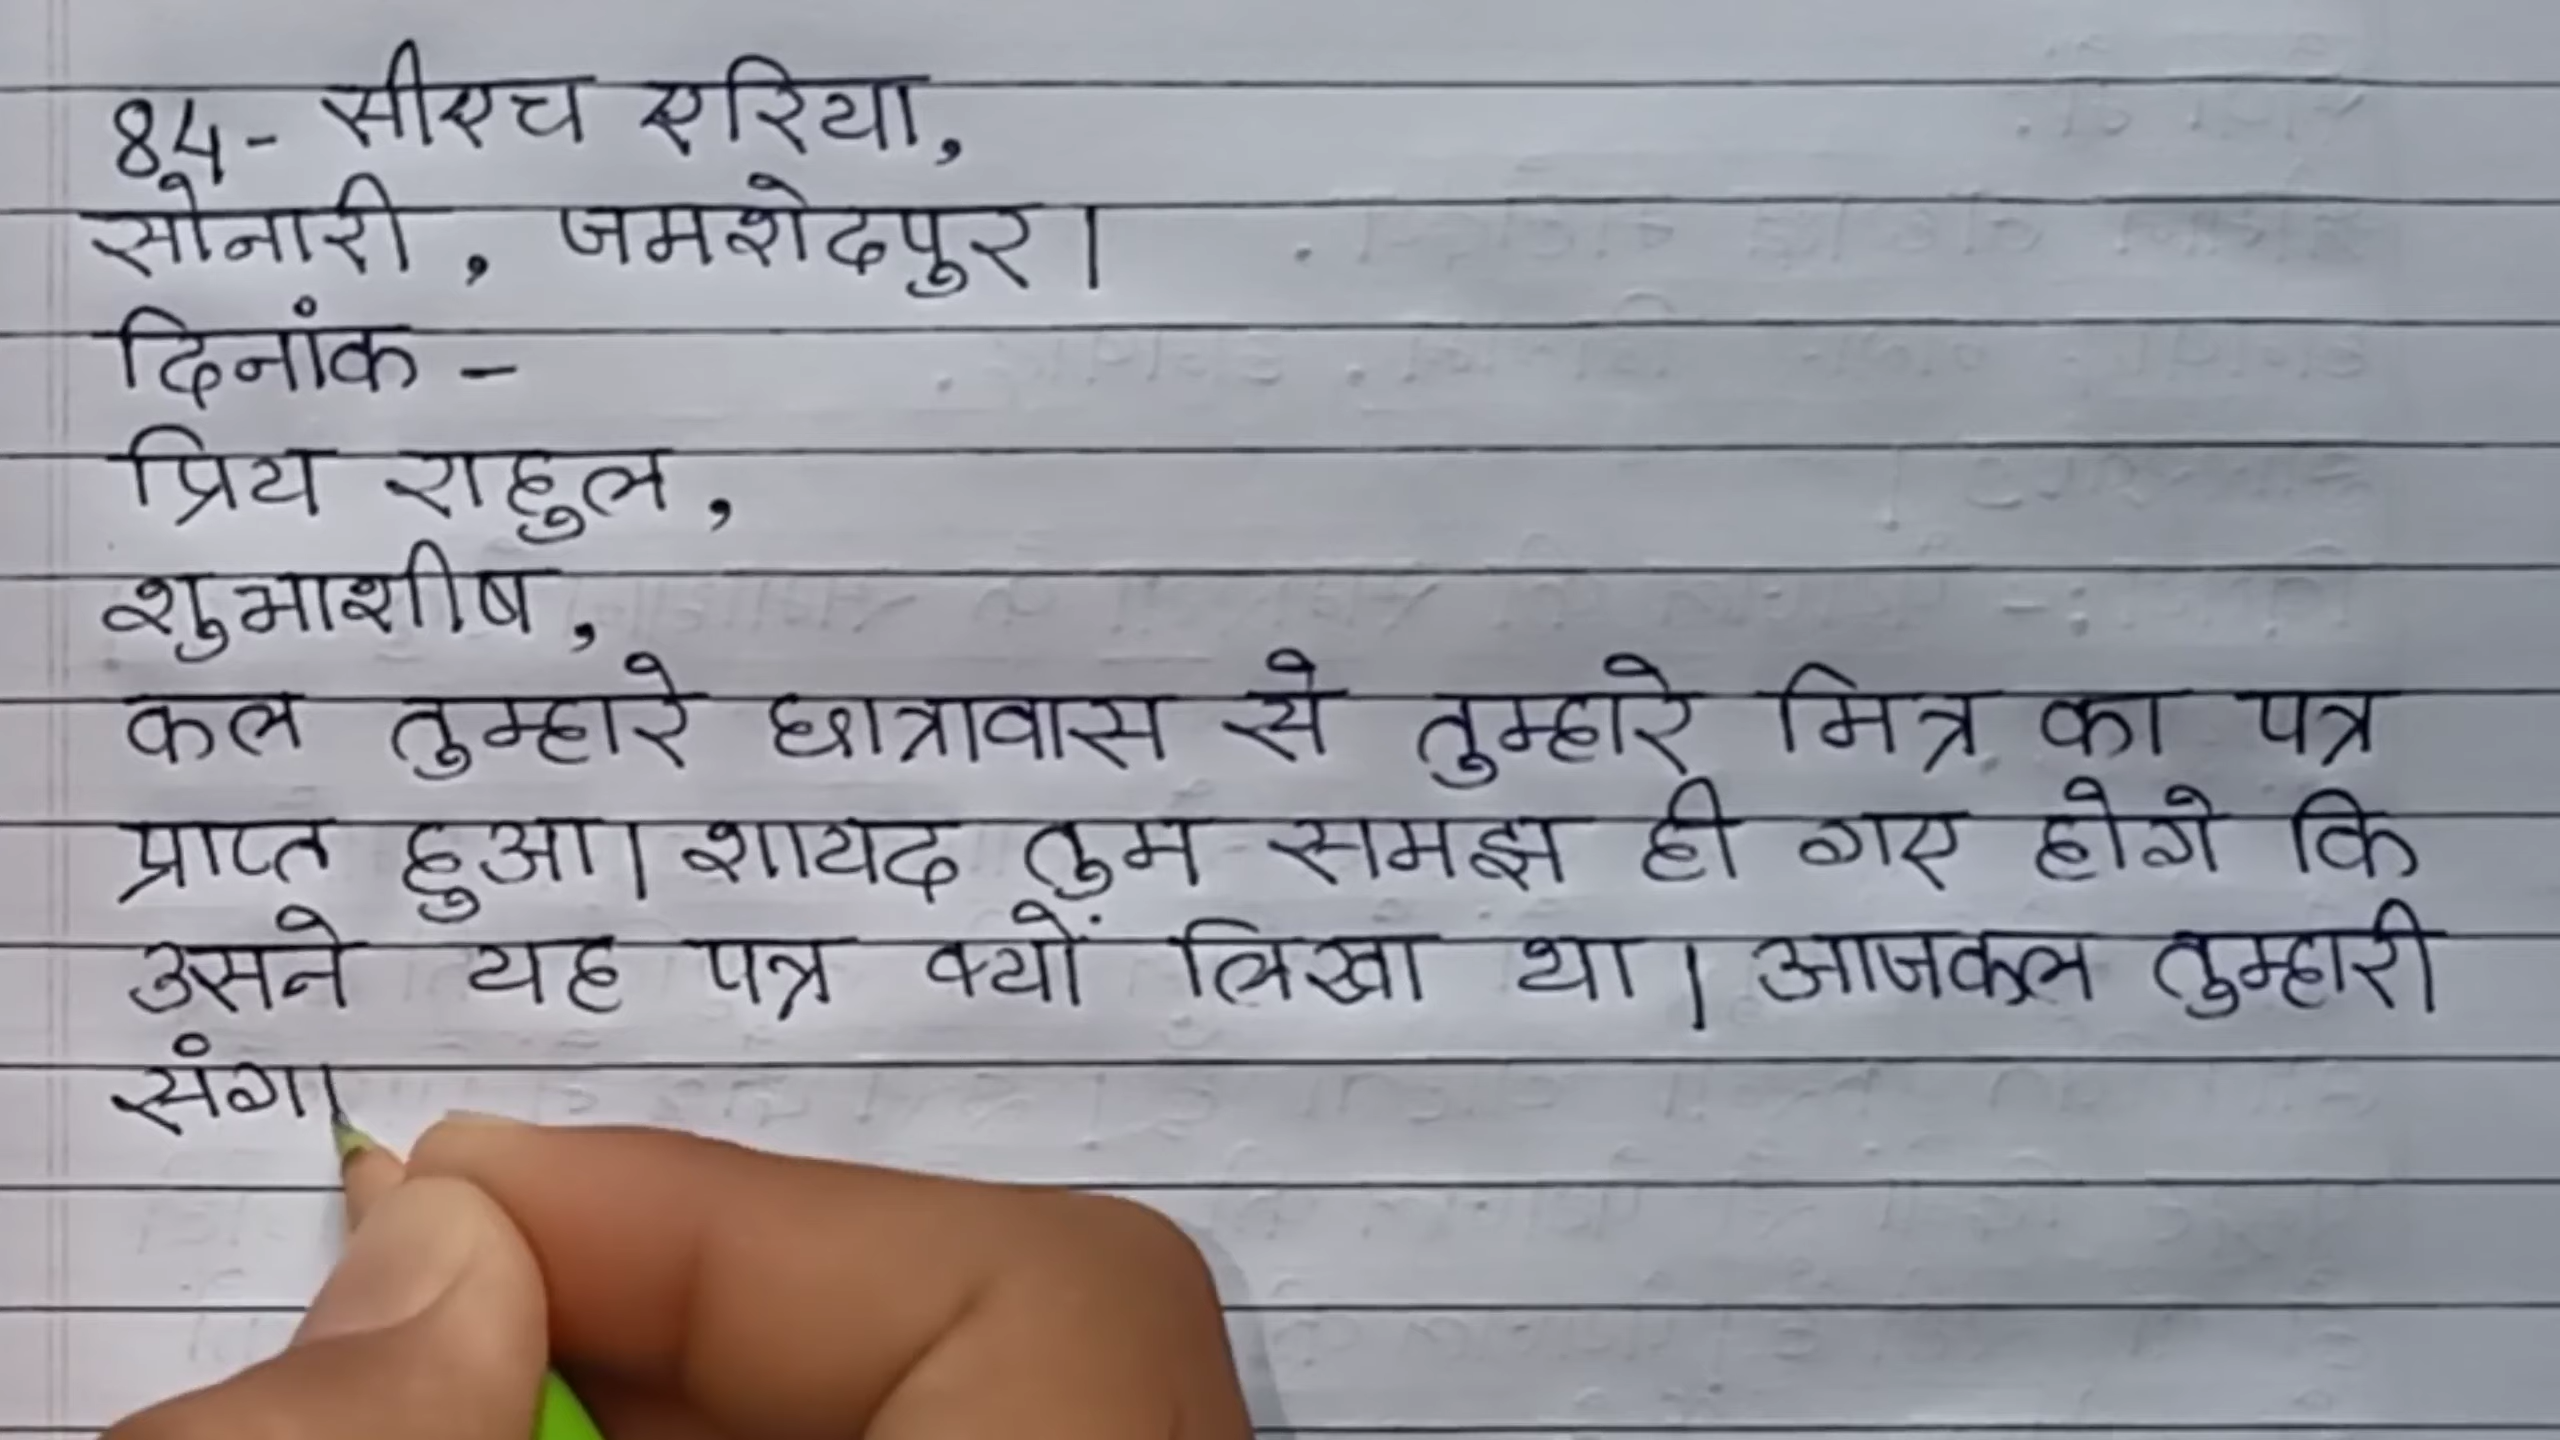 84- सीएच एरिया,
सोनारी, जमशेदपुर।
दिनांक -
प्रिय राहुल,
शुभाशीष,
कल तुम्हारे छात्रावास से तुम्हारे मित्र का पत्र
प्राप्त हुआ। शायद तुम समझ ही गए होगे कि
उसने यह पत्र क्यों लिखा था। आजकल तुम्हारी
संग